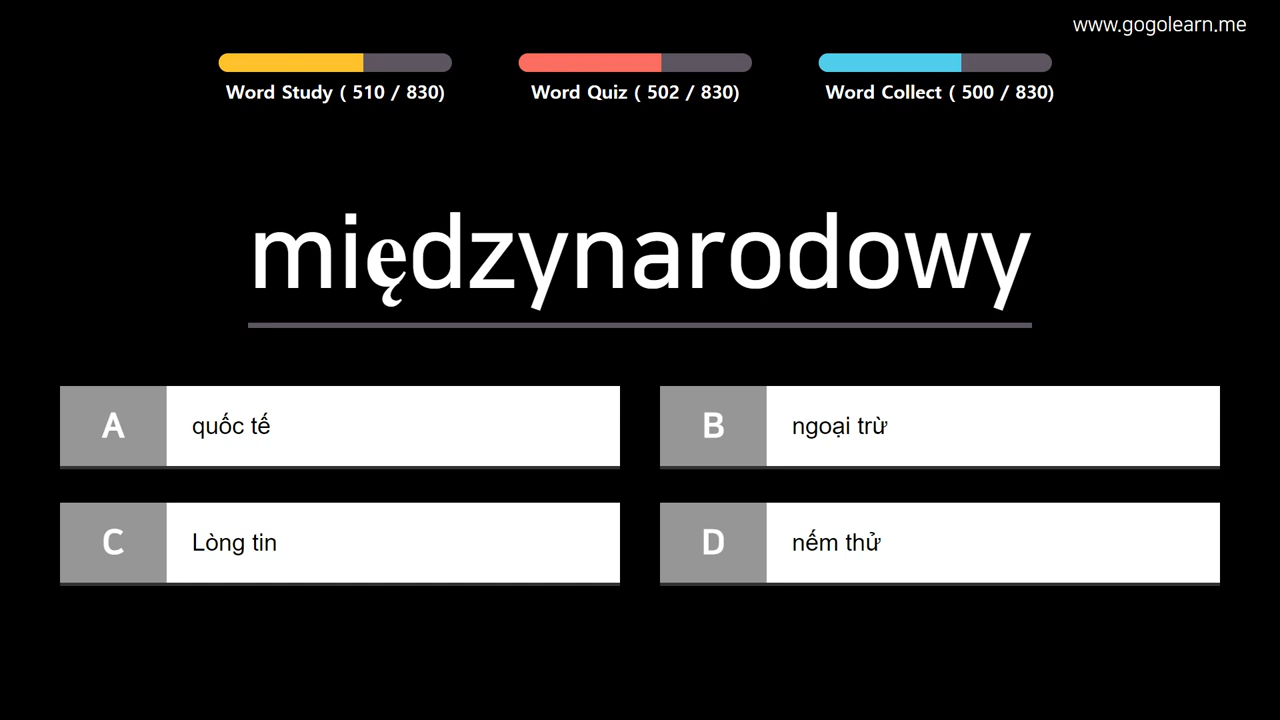 www.gogolearn.me
Word Study ( 510 / 830)
Word Quiz ( 502 / 830)
Word Collect ( 500 / 830)
międzynarodowy
A quốc tế
B ngoại trừ
C Lòng tin
D nếm thử